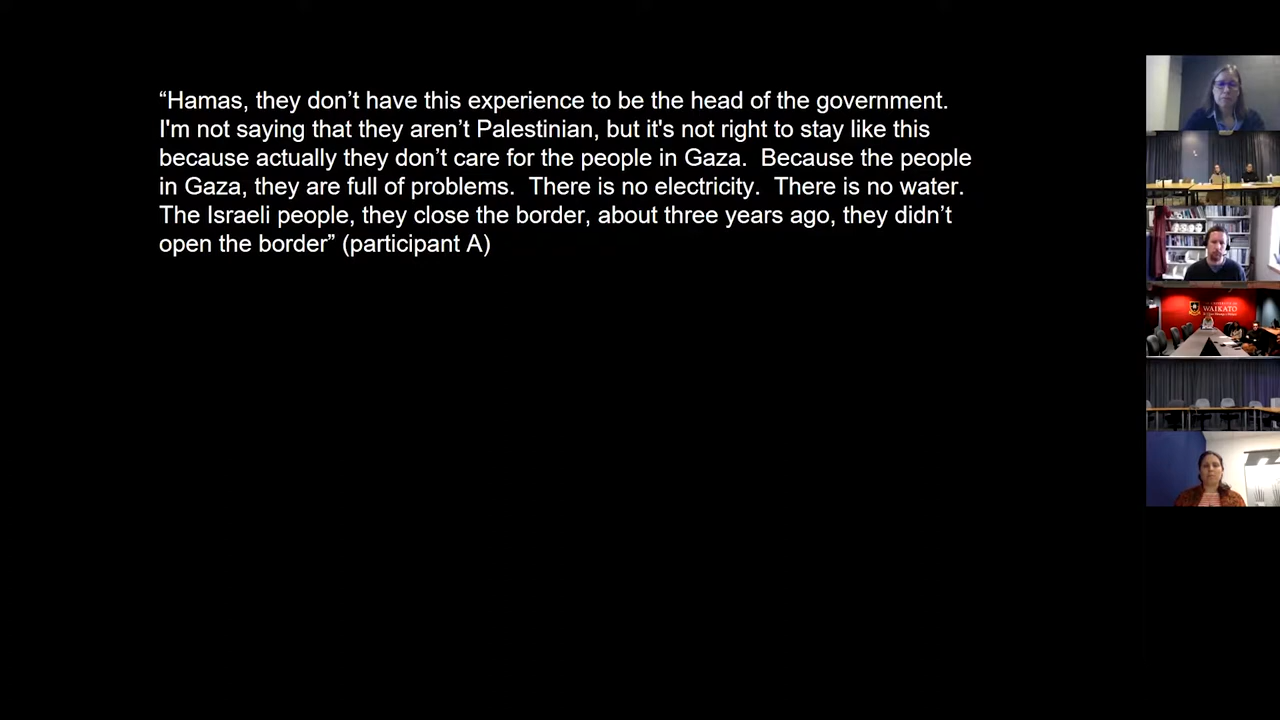 “Hamas, they don’t have this experience to be the head of the government.
I'm not saying that they aren’t Palestinian, but it's not right to stay like this
because actually they don’t care for the people in Gaza.  Because the people
in Gaza, they are full of problems.  There is no electricity.  There is no water.
The Israeli people, they close the border, about three years ago, they didn’t
open the border” (participant A)
WAIKATO